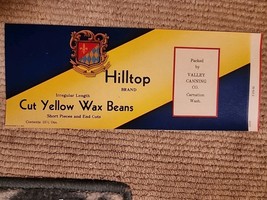 Hilltop
BRAND
Irregular Length
Cut Yellow Wax Beans
Short Pieces and End Cuts
Packed
by
VALLEY
CANNING
CO.
Carnation
Wash.